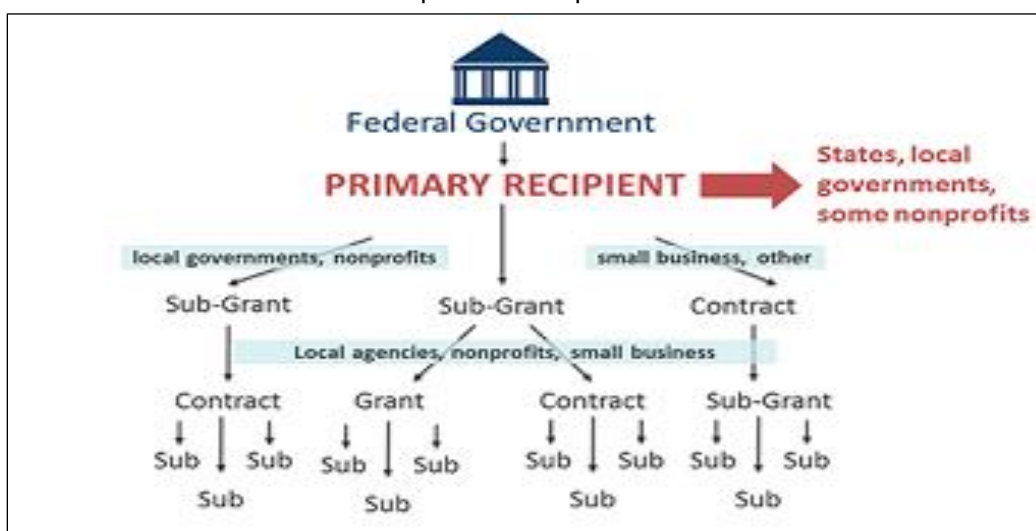 Federal Government
PRIMARY RECIPIENT
States, local
governments,
some nonprofits
local governments, nonprofits
small business, other
Sub-Grant
Sub-Grant
Contract
Local agencies, nonprofits, small business
Contract
Grant
Contract
Sub-Grant
Sub
Sub
Sub
Sub
Sub
Sub
Sub
Sub
Sub
Sub
Sub
Sub